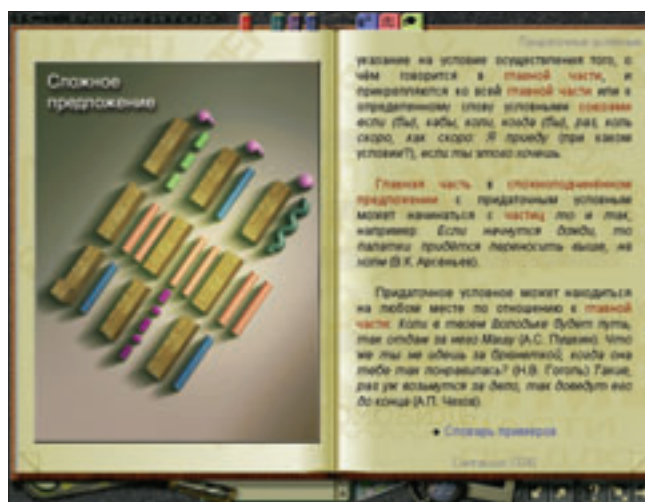 Сложное
предложение
Придаточные условные
указание на условие осуществления того, о
чём говорится в главной части, и
прикрепляются ко всей главной части или к
определенному слову условными союзами
если (бы), кабы, коли, когда (бы), раз, коль
скоро, как скоро: Я приеду (при каком
условии?), если ты этого хочешь.
Главная часть в сложноподчинённом
предложении с придаточным условным
может начинаться с частиц то и так,
например: Если начнутся дожди, то
палатки придётся переносить выше, на
холм (В.К. Арсеньев).
Придаточное условное может находиться
на любом месте по отношению к главной
части: Коли в твоем Володьке будет путь,
так отдам за него Машу (А.С. Пушкин). Что
же ты не идешь за брюнеткой, когда она
тебе так понравилась? (Н.В. Гоголь) Такие,
раз уж возьмутся за дело, так доведут его
до конца (А.П. Чехов).
Словарь примеров